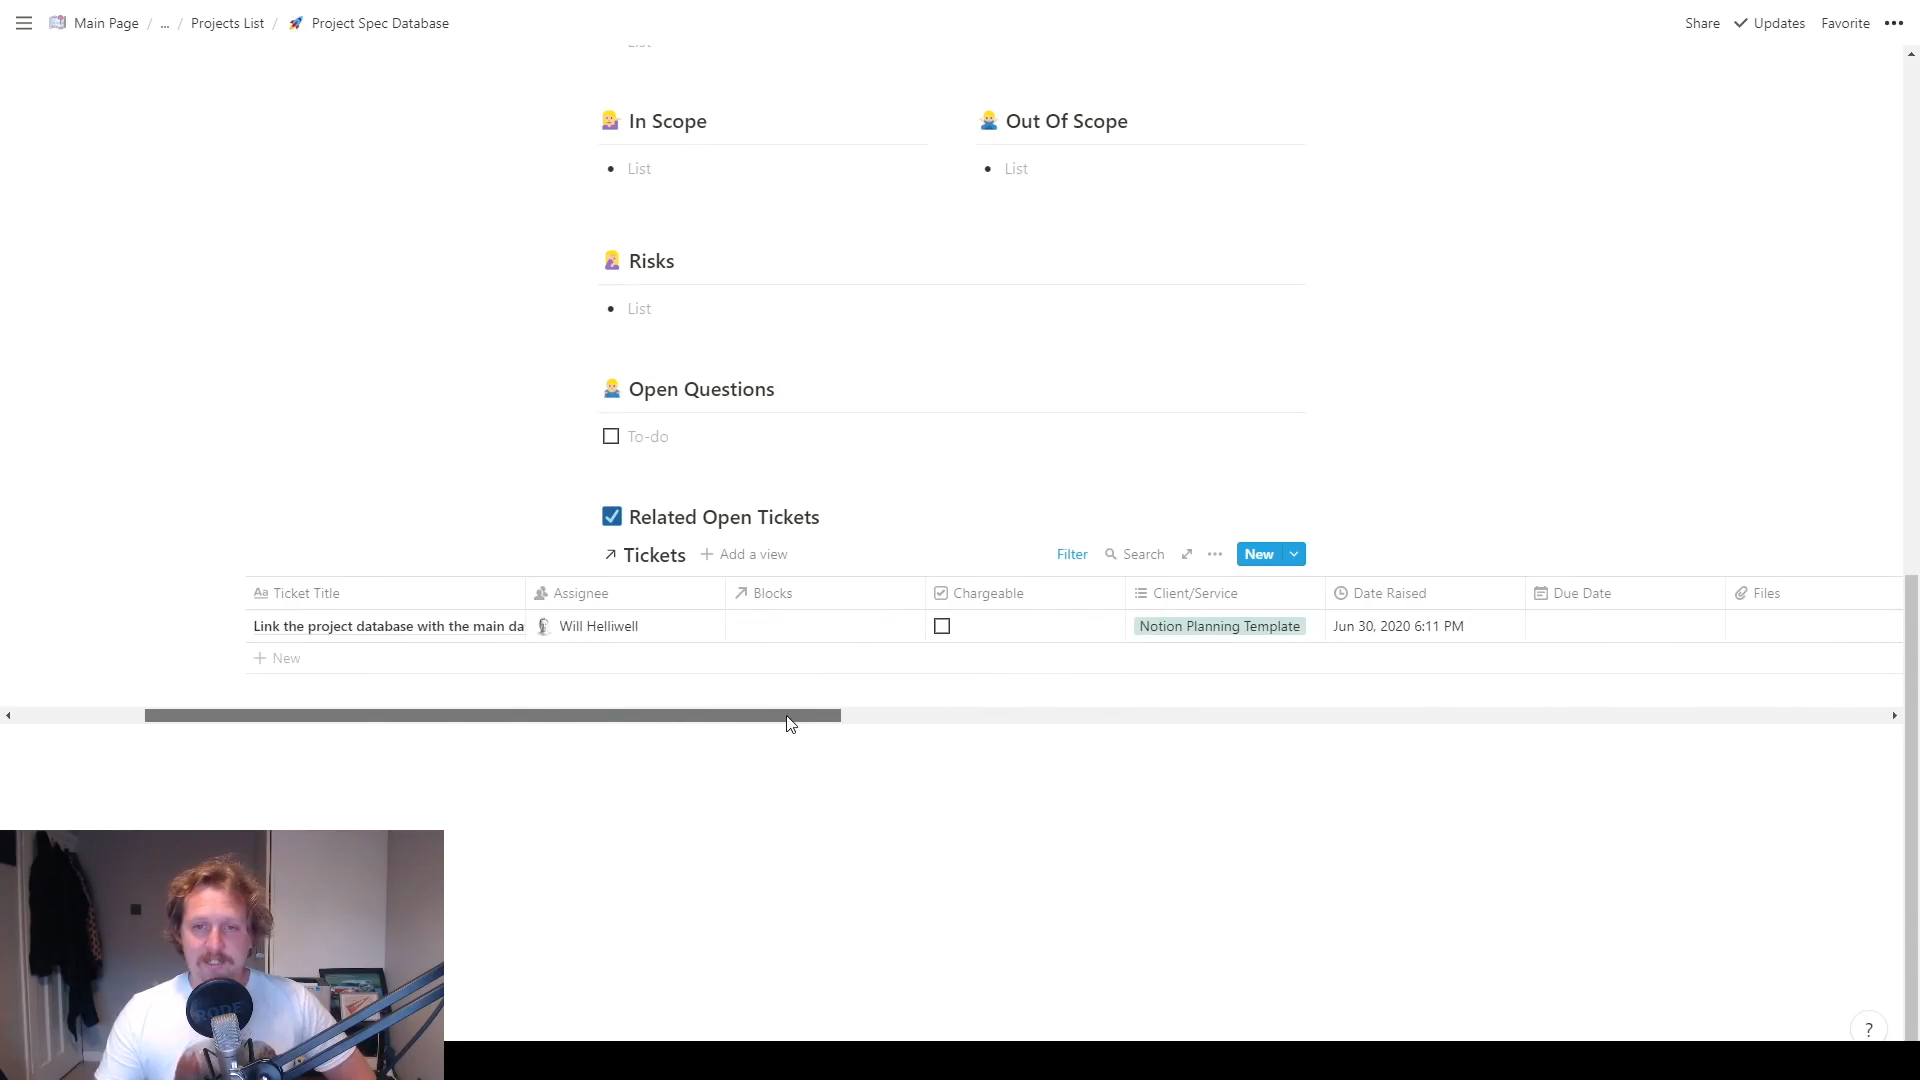 Main Page / ... / Projects List / Project Spec Database
Share Updates Favorite
List
In Scope
Out Of Scope
List
List
Risks
List
Open Questions
To-do
Related Open Tickets
Tickets Add a view Filter Search New
Aa Ticket Title Assignee Blocks Chargeable Client/Service Date Raised Due Date Files
Link the project database with the main da Will Helliwell Notion Planning Template Jun 30, 2020 6:11 PM
New
RODE
?